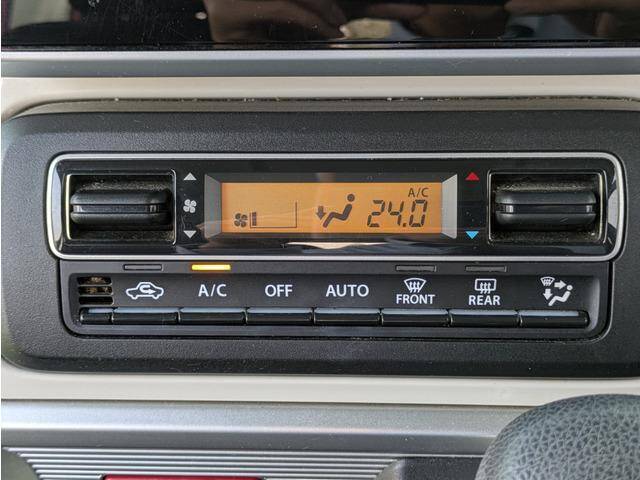 A/C
24.0
A/C OFF AUTO FRONT REAR